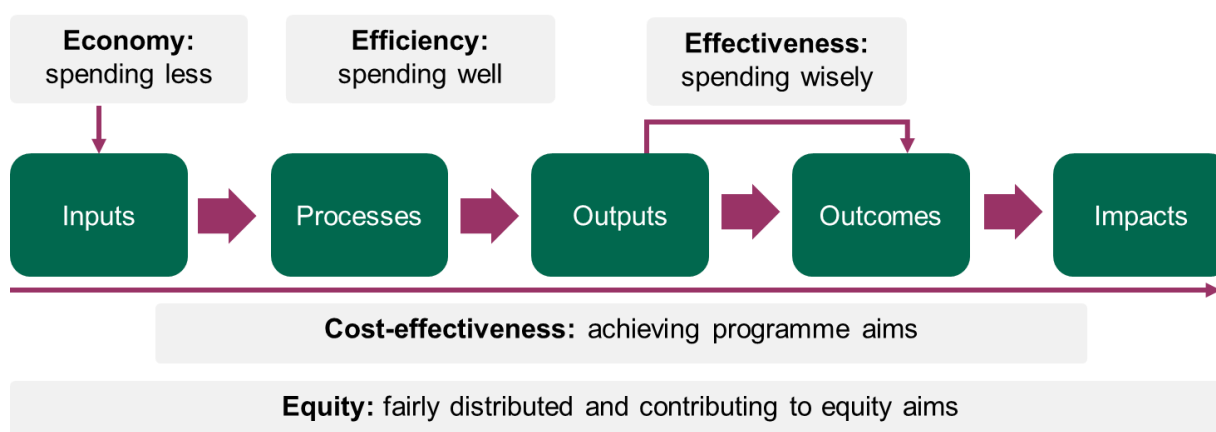 Economy:
spending less
Efficiency:
spending well
Effectiveness:
spending wisely
Inputs
Processes
Outputs
Outcomes
Impacts
Cost-effectiveness: achieving programme aims
Equity: fairly distributed and contributing to equity aims